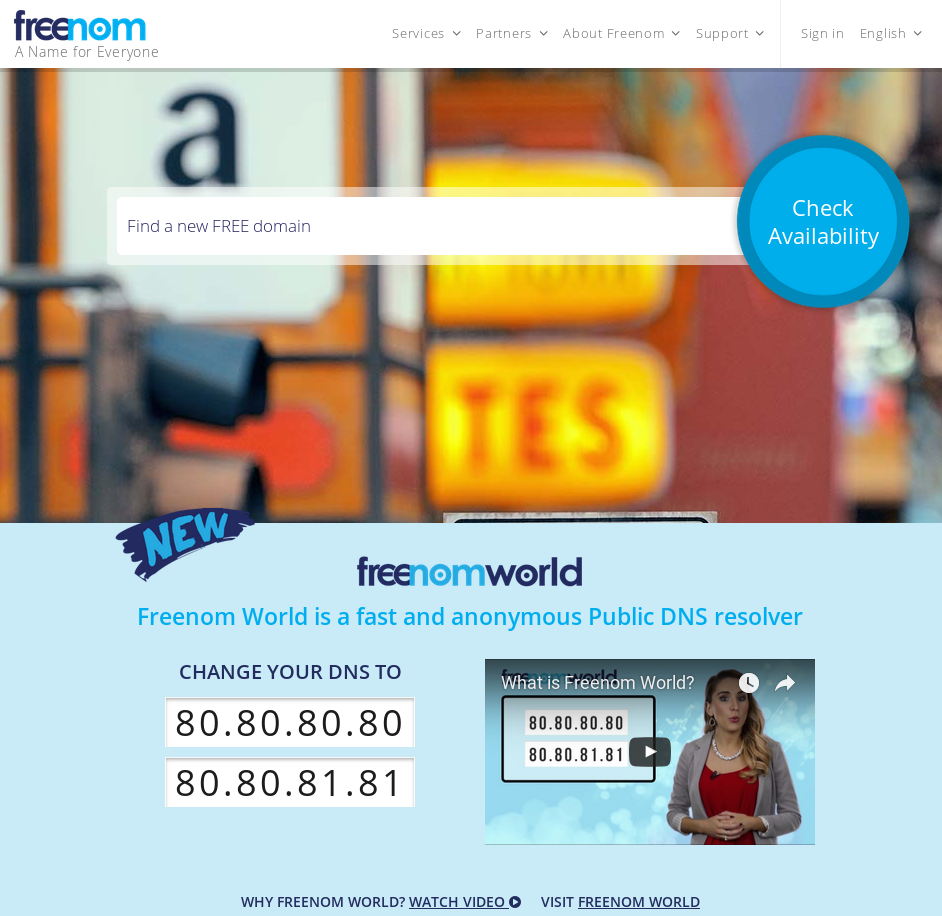 freenom
A Name for Everyone
Services Partners About Freenom Support Sign in English
a
Find a new FREE domain
Check
Availability
TES
NEW
freenomworld
Freenom World is a fast and anonymous Public DNS resolver
CHANGE YOUR DNS TO
80.80.80.80
80.80.81.81
What is Freenom World?
80.80.80.80
80.80.81.81
WHY FREENOM WORLD? WATCH VIDEO VISIT FREENOM WORLD